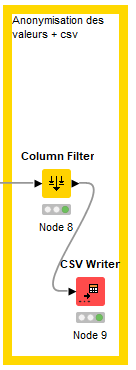 Anonymisation des
valeurs + csv
Column Filter
Node 8
CSV Writer
Node 9